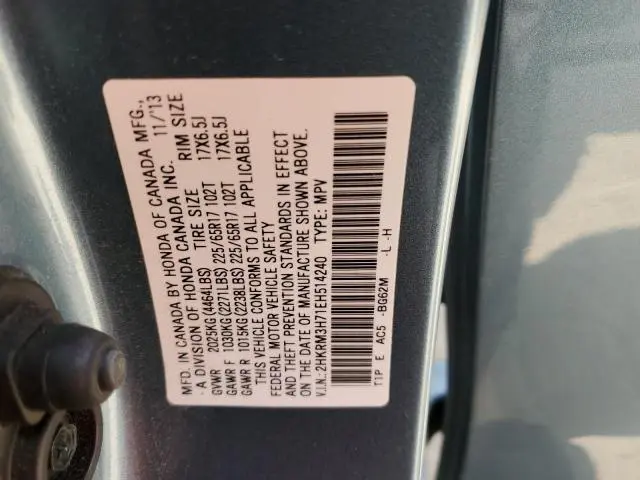 MFD. IN CANADA BY HONDA OF CANADA MFG.,
- A DIVISION OF HONDA CANADA INC. 11/'13
TIRE SIZE RIM SIZE
GVWR 2025KG(4464LBS)
GAWR F 1030KG(2271LBS) 225/65R17 102T 17X6.5J
GAWR R 1015KG(2238LBS) 225/65R17 102T 17X6.5J
THIS VEHICLE CONFORMS TO ALL APPLICABLE
FEDERAL MOTOR VEHICLE SAFETY
AND THEFT PREVENTION STANDARDS IN EFFECT
ON THE DATE OF MANUFACTURE SHOWN ABOVE.
V.I.N.: 2HKRM3H71EH514240 TYPE: MPV
T1P E AC5 -BG62M -L -H